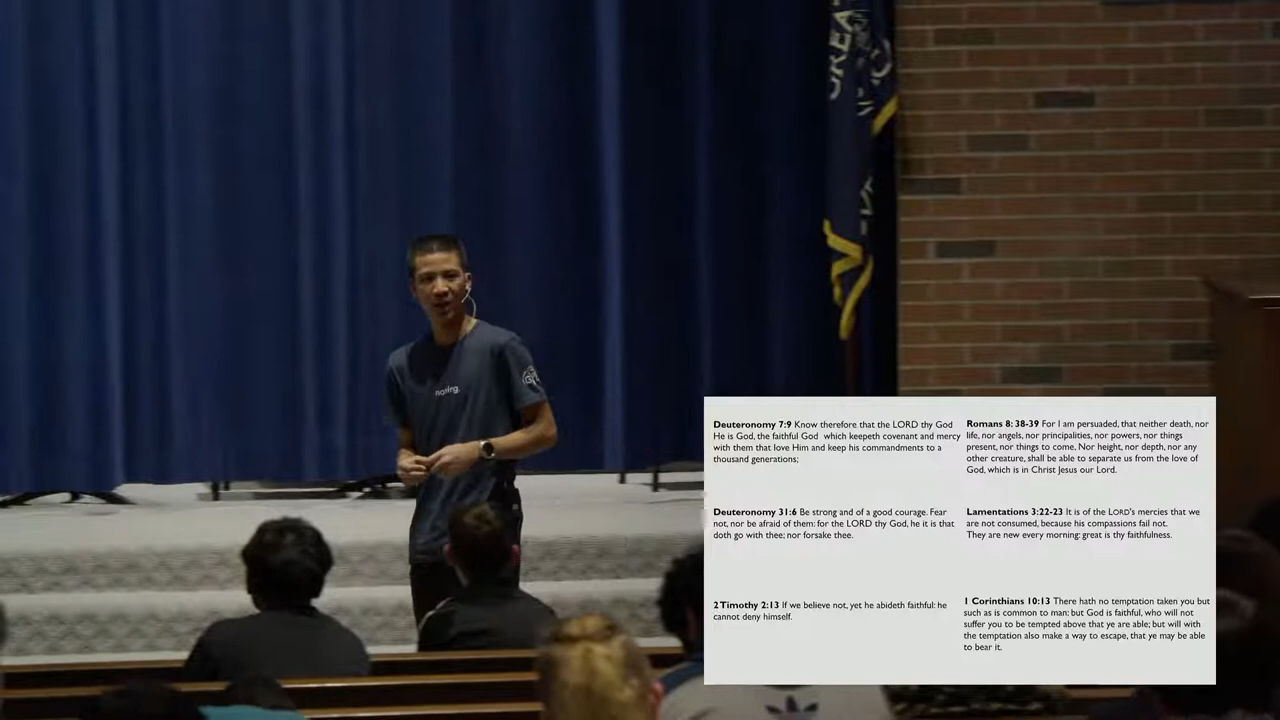 GREAT
noxing.
Deuteronomy 7:9 Know therefore that the LORD thy God
He is God, the faithful God which keepeth covenant and mercy
with them that love Him and keep his commandments to a
thousand generations;
Romans 8: 38-39 For I am persuaded, that neither death, nor
life, nor angels, nor principalities, nor powers, nor things
present, nor things to come, Nor height, nor depth, nor any
other creature, shall be able to separate us from the love of
God, which is in Christ Jesus our Lord.
Deuteronomy 31:6 Be strong and of a good courage. Fear
not, nor be afraid of them: for the LORD thy God, he it is that
doth go with thee; nor forsake thee.
Lamentations 3:22-23 It is of the LORD's mercies that we
are not consumed, because his compassions fail not.
They are new every morning: great is thy faithfulness.
2 Timothy 2:13 If we believe not, yet he abideth faithful: he
cannot deny himself.
1 Corinthians 10:13 There hath no temptation taken you but
such as is common to man: but God is faithful, who will not
suffer you to be tempted above that ye are able; but will with
the temptation also make a way to escape, that ye may be able
to bear it.